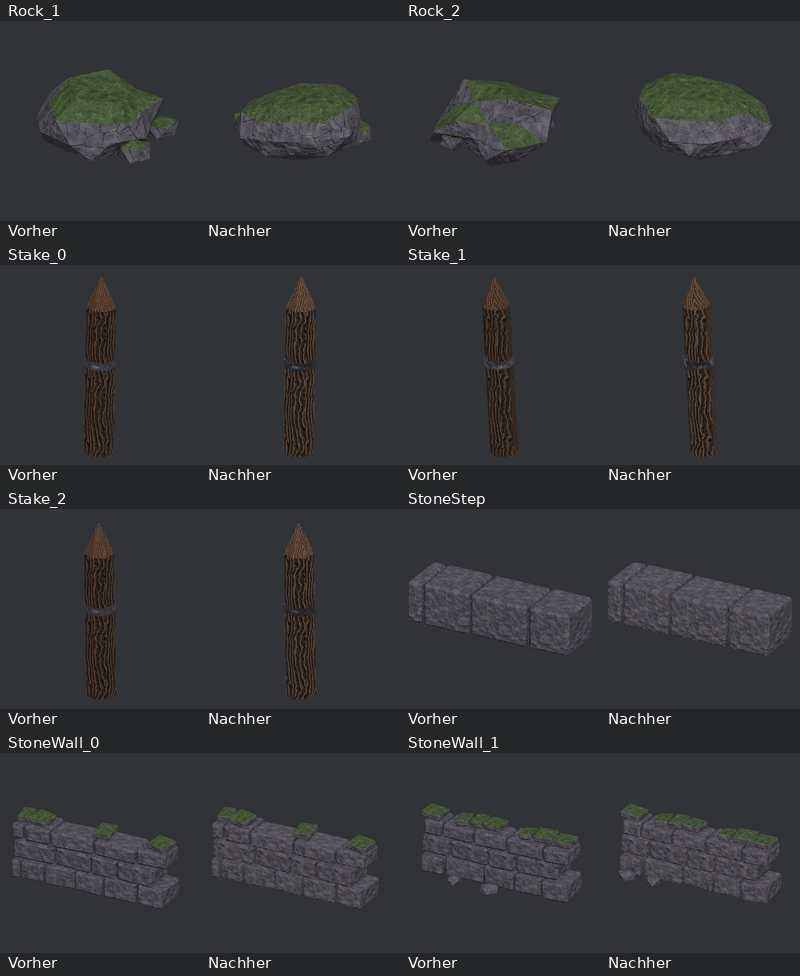 Rock_1 Rock_2
Vorher Nachher Vorher Nachher
Stake_0 Stake_1
Vorher Nachher Vorher Nachher
Stake_2 StoneStep
Vorher Nachher Vorher Nachher
StoneWall_0 StoneWall_1
Vorher Nachher Vorher Nachher